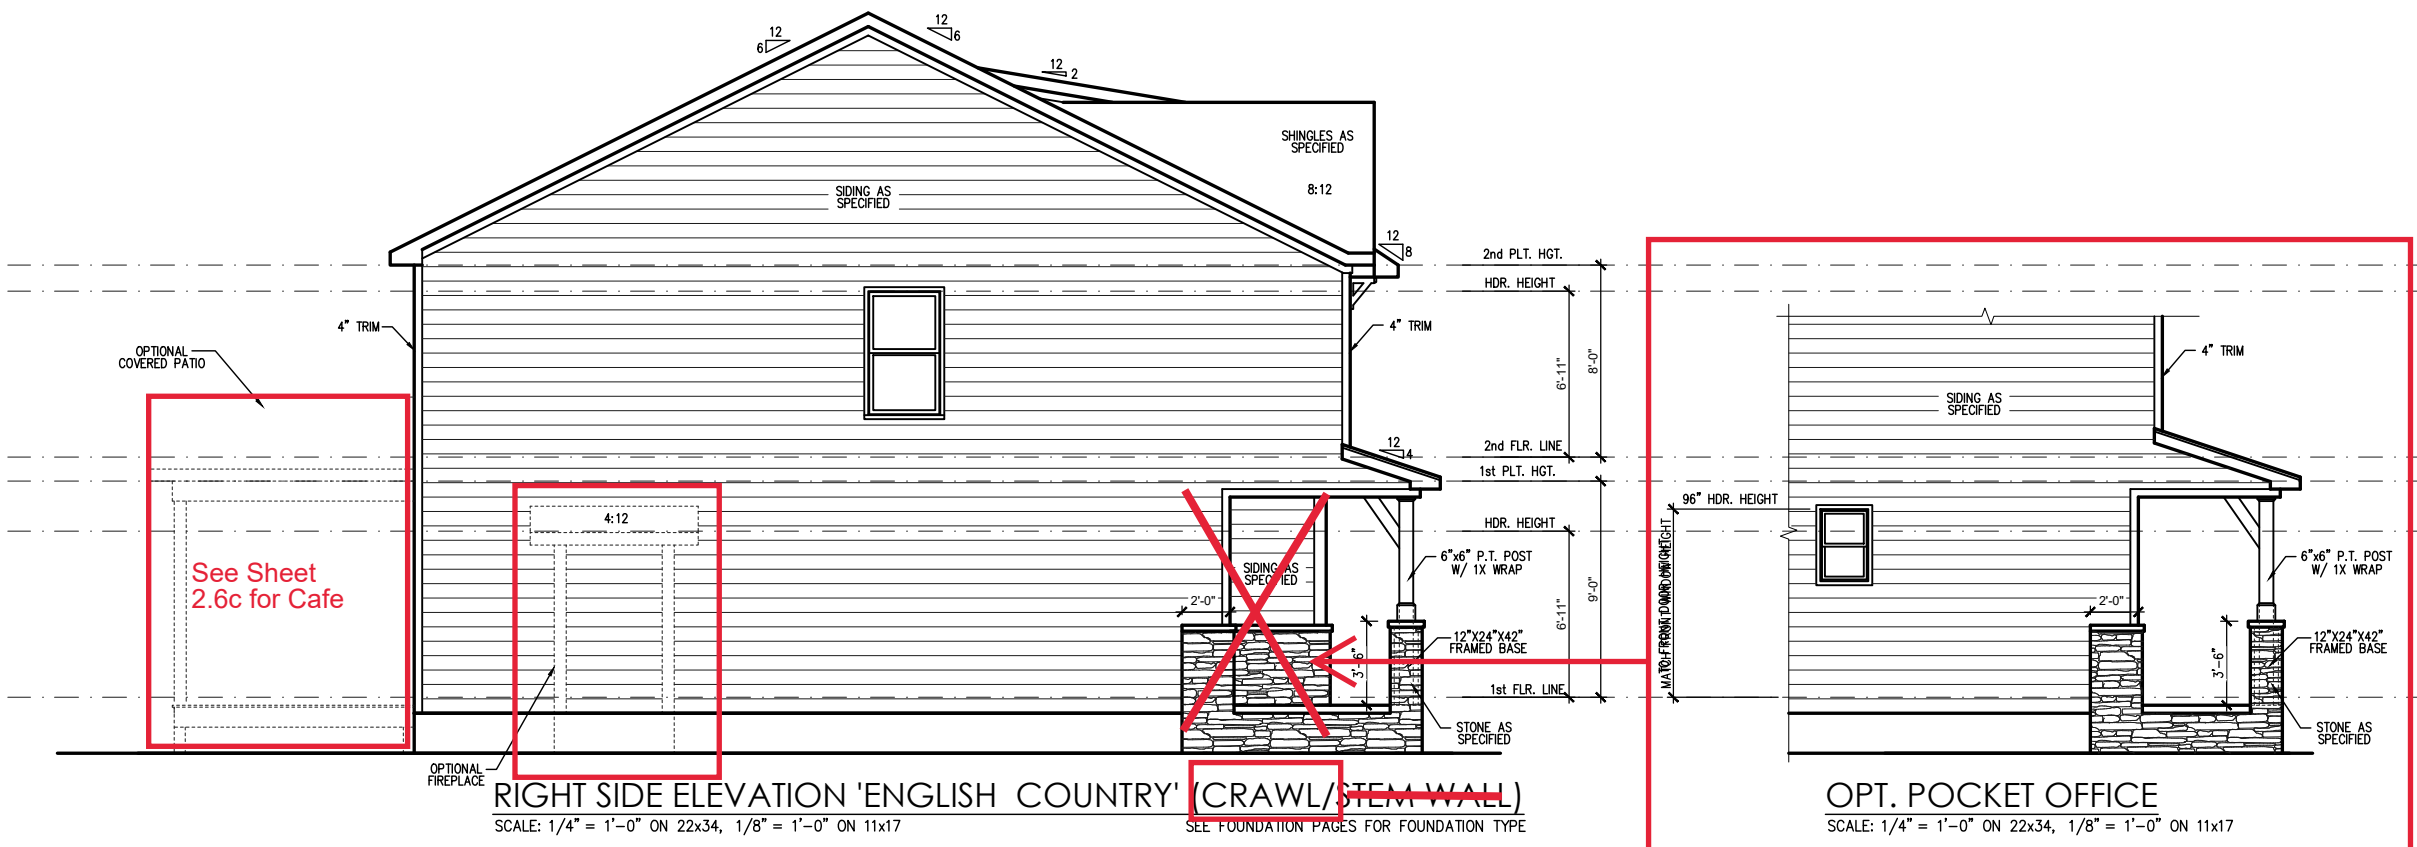 12
6
12
6
12
2
SHINGLES AS
SPECIFIED
8:12
SIDING AS
SPECIFIED
12
8
2nd PLT. HGT.
HDR. HEIGHT
4" TRIM
4" TRIM
OPTIONAL
COVERED PATIO
6'-11"
8'-0"
12
4
2nd FLR. LINE
1st PLT. HGT.
4:12
HDR. HEIGHT
See Sheet
2.6c for Cafe
SIDING AS
SPECIFIED
6"x6" P.T. POST
W/ 1X WRAP
2'-0"
6'-11"
9'-0"
12"X24"X42"
FRAMED BASE
3'-6"
1st FLR. LINE
STONE AS
SPECIFIED
OPTIONAL
FIREPLACE
RIGHT SIDE ELEVATION 'ENGLISH COUNTRY' (CRAWL/STEM WALL)
SCALE: 1/4" = 1'-0" ON 22x34, 1/8" = 1'-0" ON 11x17
SEE FOUNDATION PAGES FOR FOUNDATION TYPE
4" TRIM
SIDING AS
SPECIFIED
96" HDR. HEIGHT
6"x6" P.T. POST
W/ 1X WRAP
2'-0"
12"X24"X42"
FRAMED BASE
3'-6"
STONE AS
SPECIFIED
OPT. POCKET OFFICE
SCALE: 1/4" = 1'-0" ON 22x34, 1/8" = 1'-0" ON 11x17